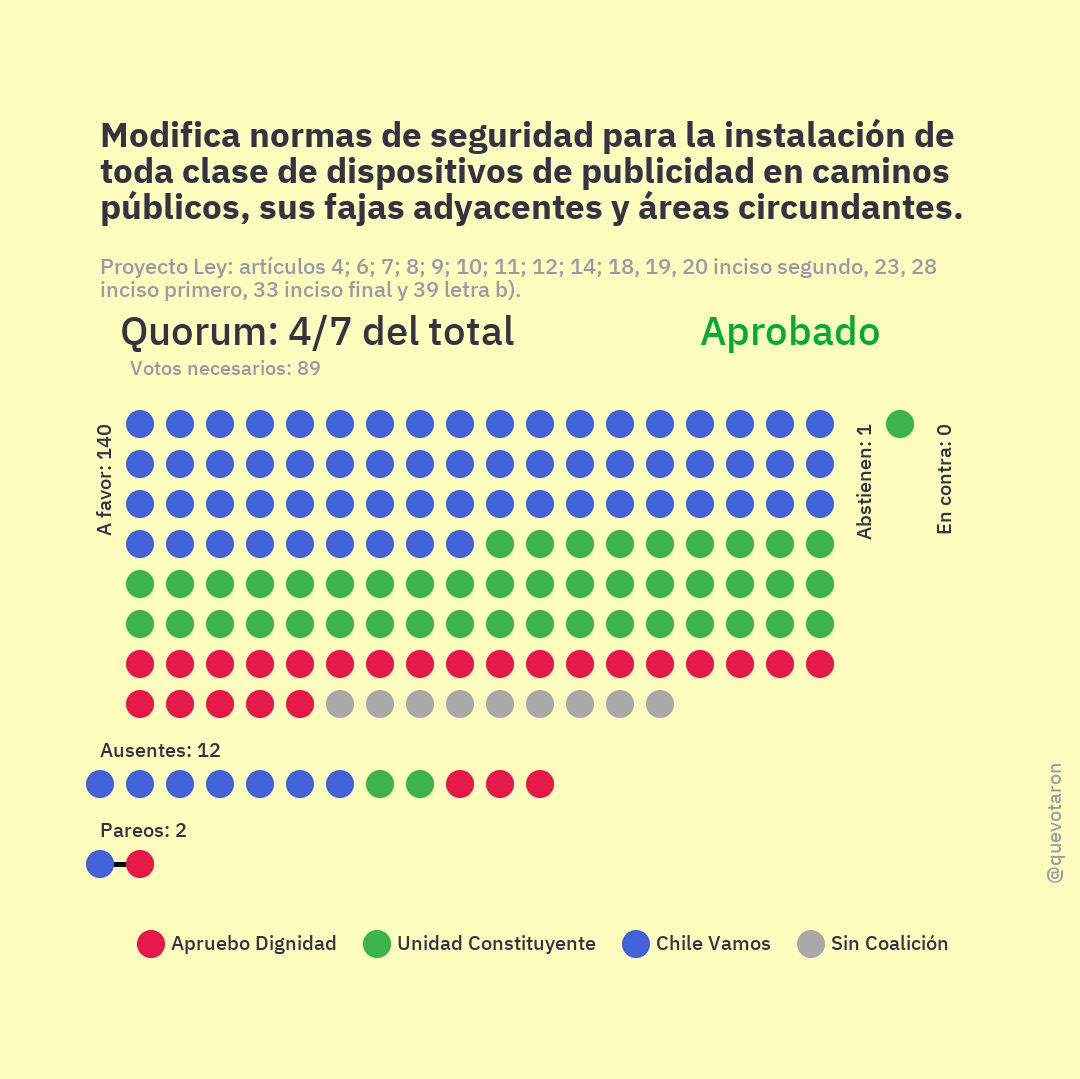 Modifica normas de seguridad para la instalación de
toda clase de dispositivos de publicidad en caminos
públicos, sus fajas adyacentes y áreas circundantes.
Proyecto Ley: artículos 4; 6; 7; 8; 9; 10; 11; 12; 14; 18, 19, 20 inciso segundo, 23, 28
inciso primero, 33 inciso final y 39 letra b).
Quorum: 4/7 del total
Aprobado
Votos necesarios: 89
A favor: 140
Abstienen: 1
En contra: 0
Ausentes: 12
Pareos: 2
@quevotaron
Apruebo Dignidad
Unidad Constituyente
Chile Vamos
Sin Coalición